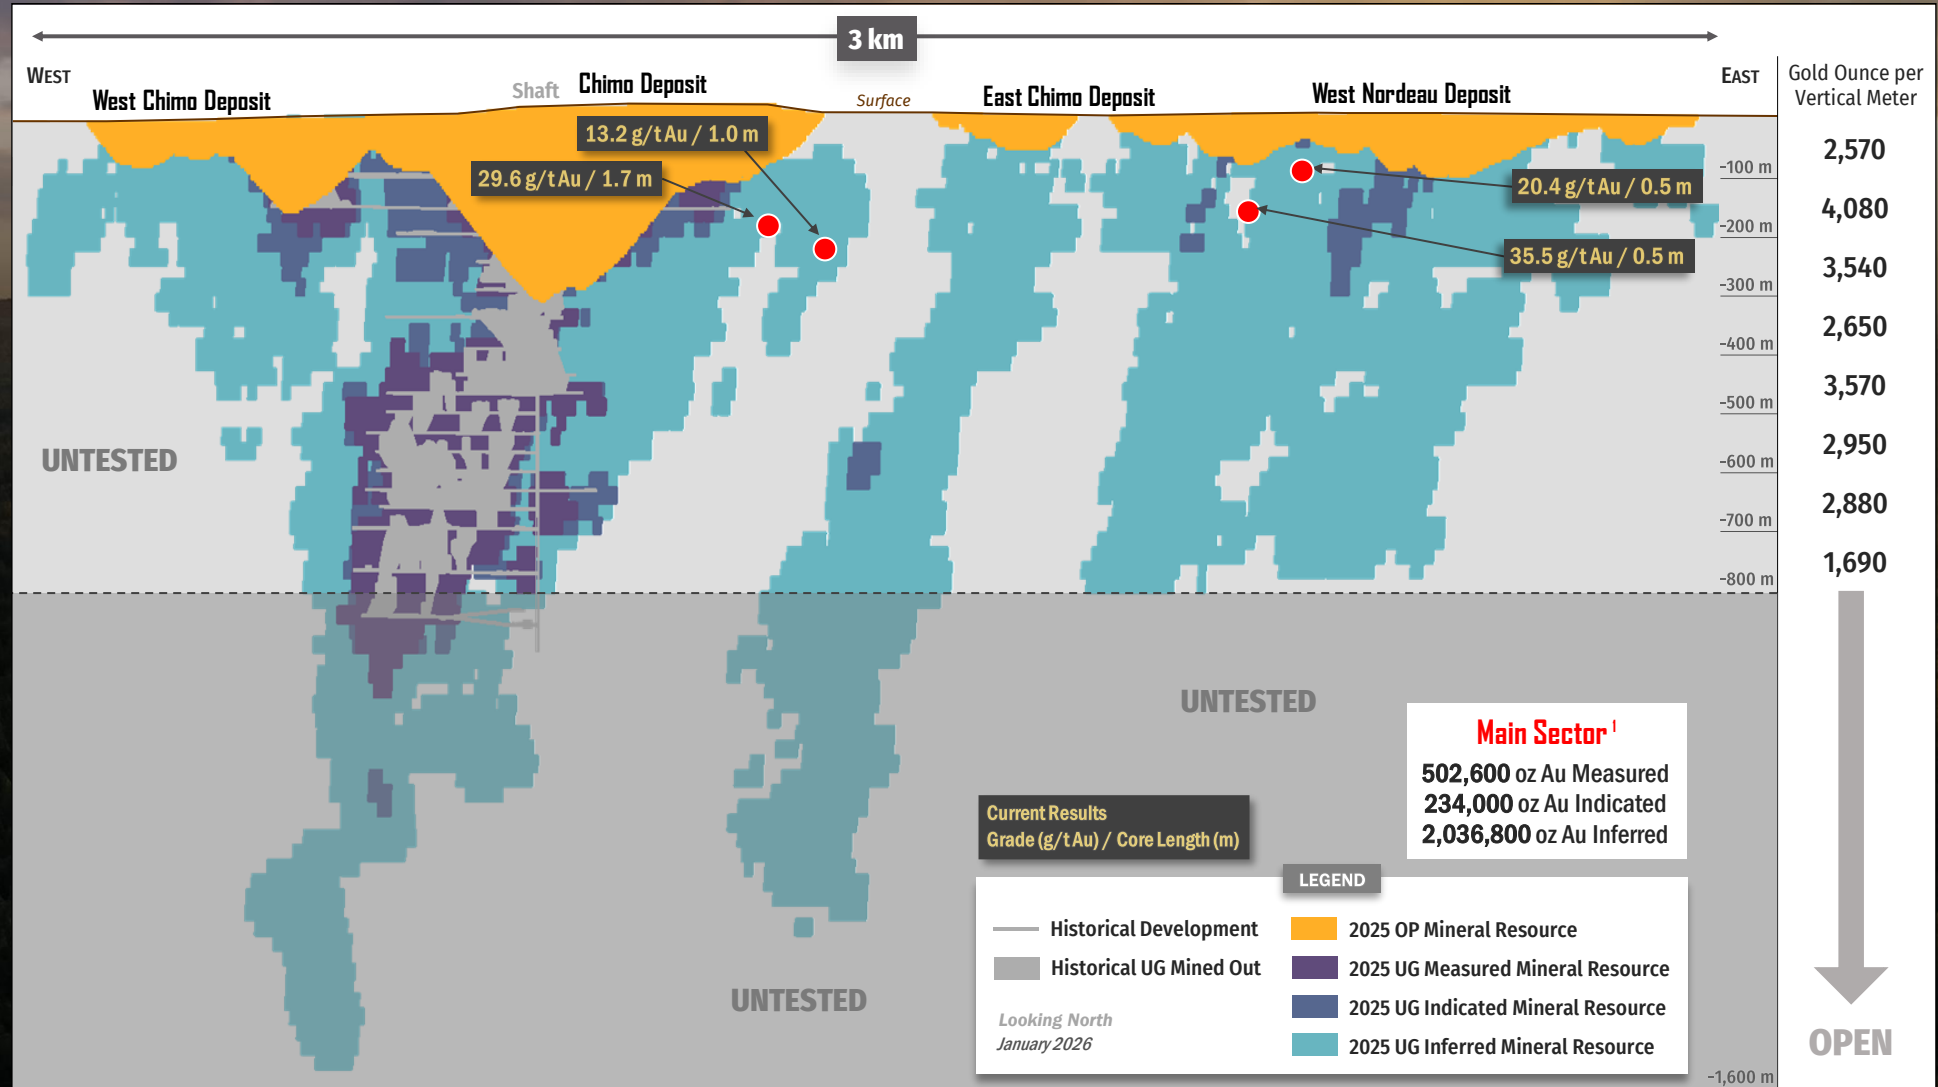 3 km
WEST
EAST
West Chimo Deposit
Shaft
Chimo Deposit
Surface
East Chimo Deposit
West Nordeau Deposit
Gold Ounce per
Vertical Meter
13.2 g/t Au / 1.0 m
29.6 g/t Au / 1.7 m
20.4 g/t Au / 0.5 m
35.5 g/t Au / 0.5 m
-100 m
-200 m
-300 m
-400 m
-500 m
-600 m
-700 m
-800 m
-1,600 m
2,570
4,080
3,540
2,650
3,570
2,950
2,880
1,690
OPEN
UNTESTED
UNTESTED
UNTESTED
Main Sector 1
502,600 oz Au Measured
234,000 oz Au Indicated
2,036,800 oz Au Inferred
Current Results
Grade (g/t Au) / Core Length (m)
LEGEND
Historical Development
Historical UG Mined Out
Looking North
January 2026
2025 OP Mineral Resource
2025 UG Measured Mineral Resource
2025 UG Indicated Mineral Resource
2025 UG Inferred Mineral Resource